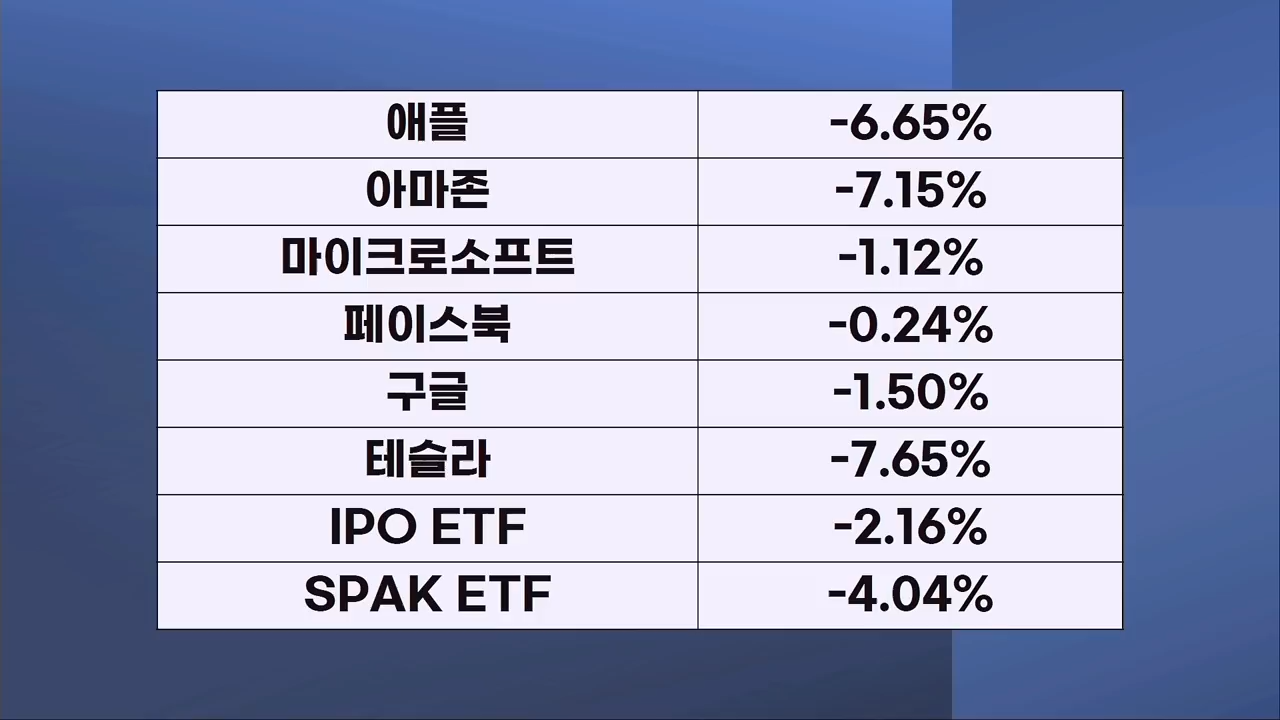 애플 -6.65%
아마존 -7.15%
마이크로소프트 -1.12%
페이스북 -0.24%
구글 -1.50%
테슬라 -7.65%
IPO ETF -2.16%
SPAK ETF -4.04%